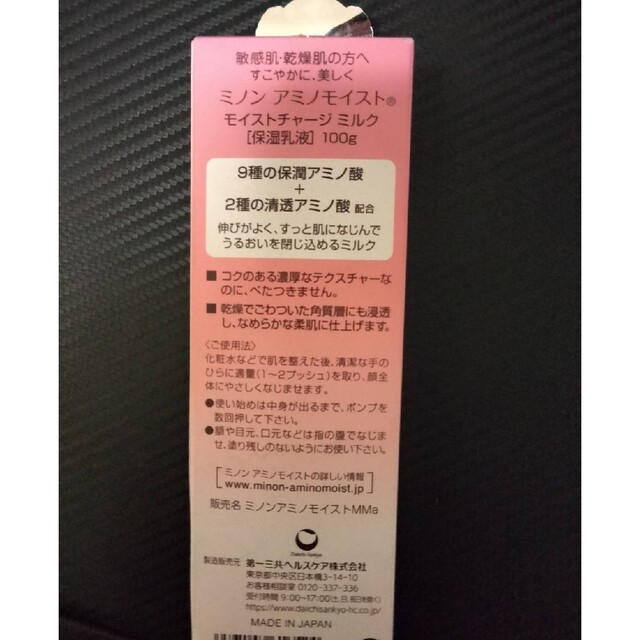 敏感肌・乾燥肌の方へ
すこやかに、美しく
ミノン アミノモイスト®
モイストチャージ ミルク
[保湿乳液] 100g
9種の保潤アミノ酸
+
2種の清透アミノ酸 配合
伸びがよく、すっと肌になじんで
うるおいを閉じ込めるミルク
■ コクのある濃厚なテクスチャーな
のに、べたつきません。
■ 乾燥でごわついた角質層にも浸透
し、なめらかな柔肌に仕上げます。
〈ご使用法〉
化粧水などで肌を整えた後、清潔な手の
ひらに適量(1〜2プッシュ)を取り、顔全
体にやさしくなじませます。
●使い始めは中身が出るまで、ポンプを
数回押して下さい。
●額や目元、口元などは指の腹でなじま
せ、塗り残しのないようにお使い下さい。
[ミノン アミノモイストの詳しい情報
www.minon-aminomoist.jp]
販売名 ミノンアミノモイストMMa
Daiichi-Sankyo
製造販売元 第一三共ヘルスケア株式会社
東京都中央区日本橋3-14-10
お客様相談室 0120-337-336
受付時間 9:00〜17:00(土、日、祝日を除く)
https://www.daiichisankyo-hc.co.jp/
MADE IN JAPAN